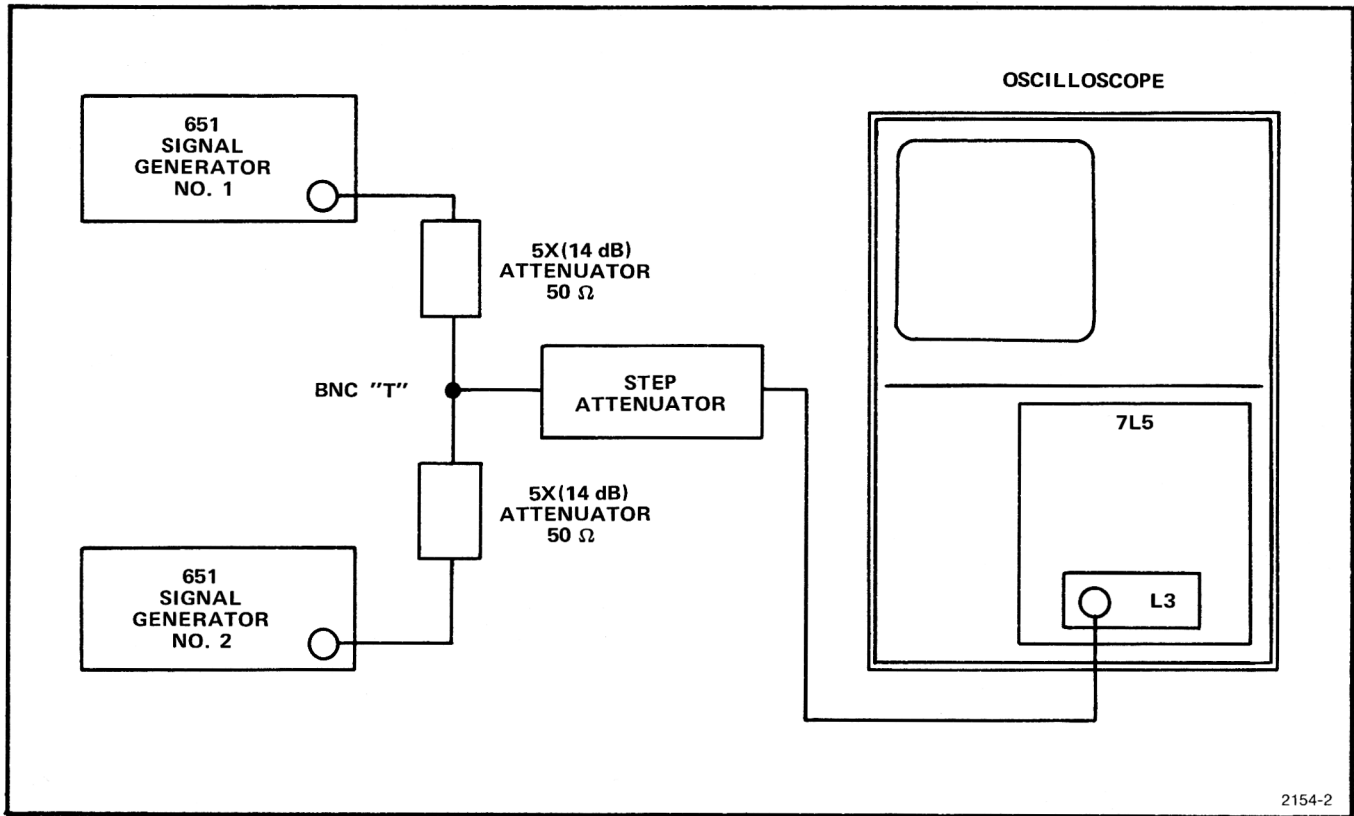 OSCILLOSCOPE
651
SIGNAL
GENERATOR
NO. 1
5X(14 dB)
ATTENUATOR
50 Ω
BNC "T"
STEP
ATTENUATOR
7L5
5X(14 dB)
ATTENUATOR
50 Ω
651
SIGNAL
GENERATOR
NO. 2
L3
2154-2